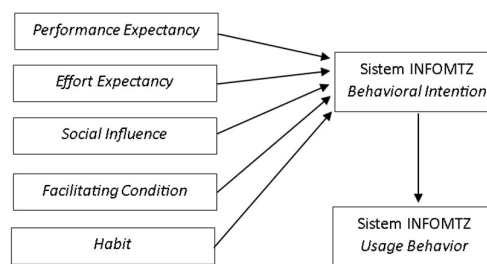 Performance Expectancy
Effort Expectancy
Social Influence
Facilitating Condition
Habit
Sistem INFOMTZ
Behavioral Intention
Sistem INFOMTZ
Usage Behavior